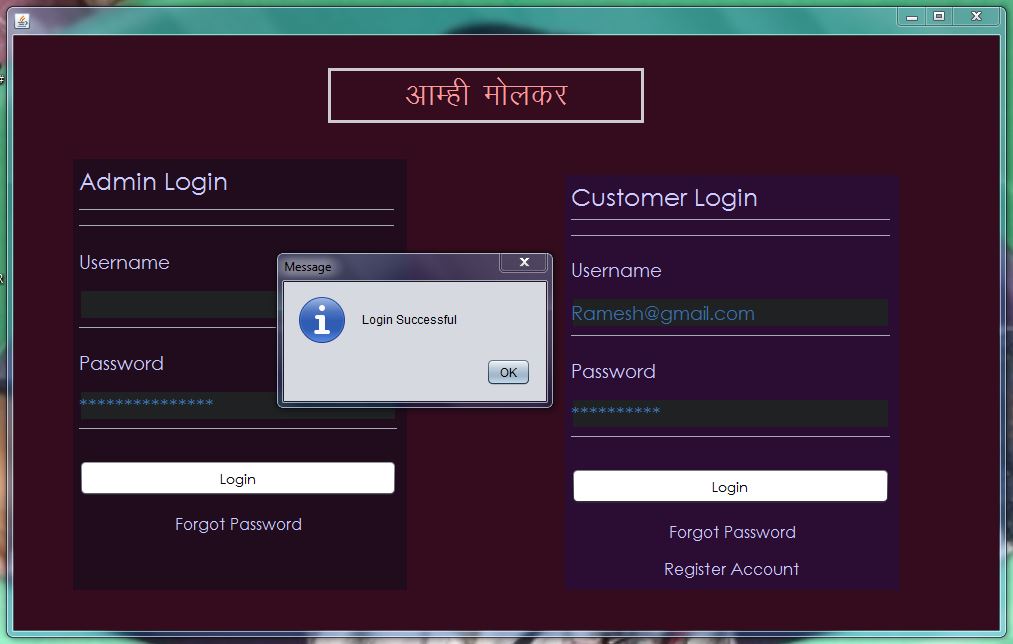 आम्ही मोलकर
Admin Login
Username
Password
***************
Login
Forgot Password
Message
Login Successful
OK
Customer Login
Username
Ramesh@gmail.com
Password
**********
Login
Forgot Password
Register Account